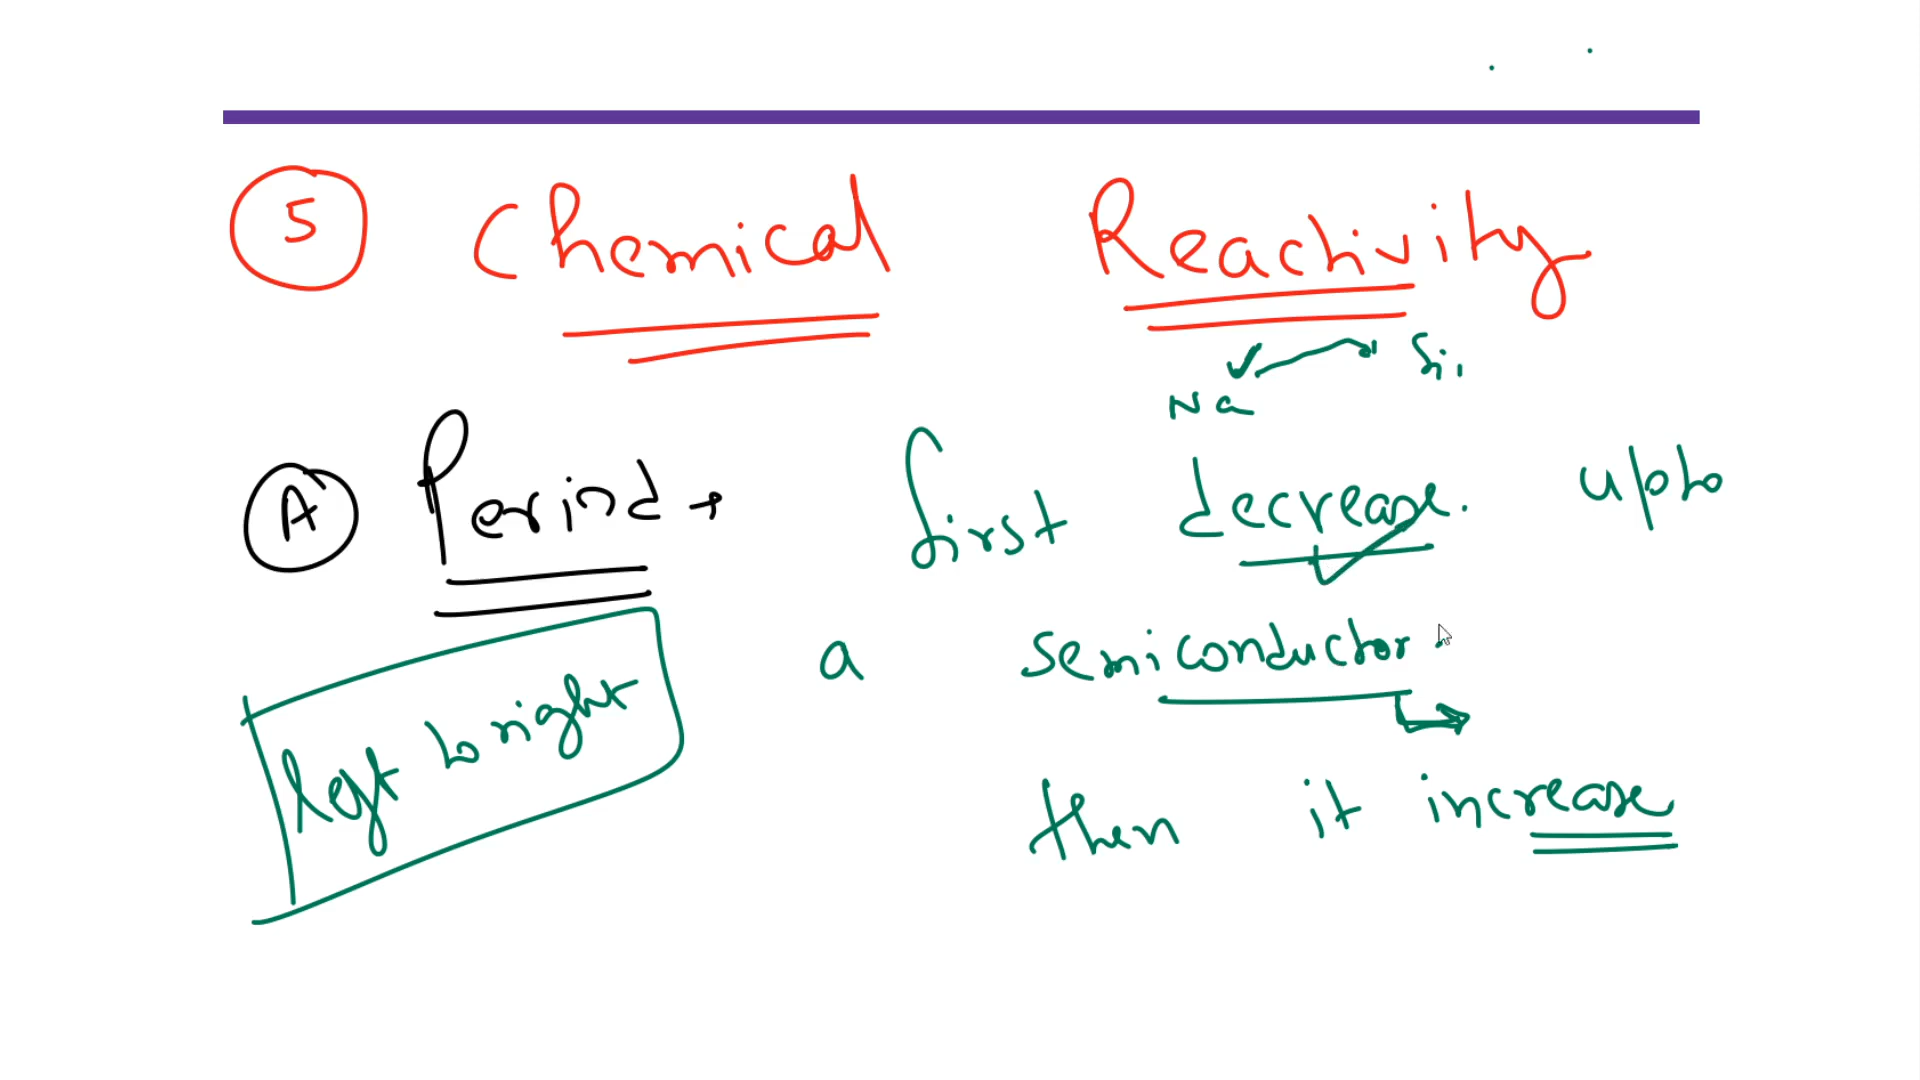 5 Chemical Reactivity
Na Si,
A Period → first decrease. upto
a semiconductor
left to right
then it increase